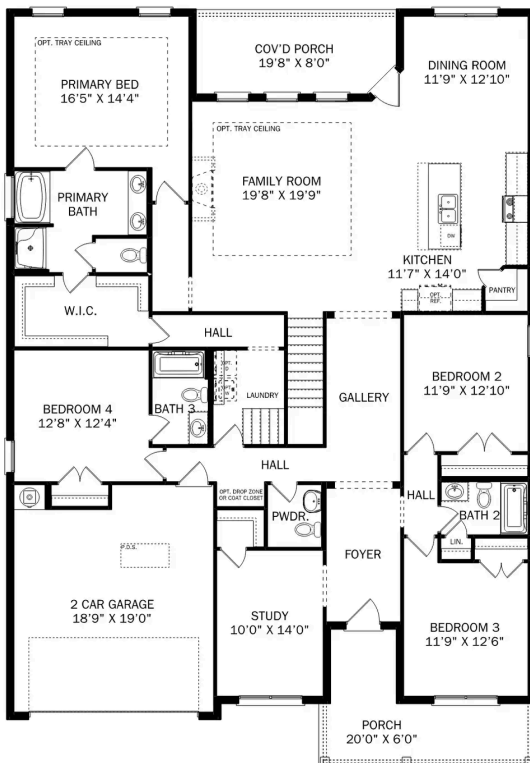 OPT. TRAY CEILING
PRIMARY BED
16'5" X 14'4"
COV'D PORCH
19'8" X 8'0"
DINING ROOM
11'9" X 12'10"
OPT. TRAY CEILING
FAMILY ROOM
19'8" X 19'9"
PRIMARY
BATH
DW
KITCHEN
11'7" X 14'0"
PANTRY
OPT.
REF.
W.I.C.
HALL
BEDROOM 4
12'8" X 12'4"
BATH 3
OPT.
LAUNDRY
GALLERY
BEDROOM 2
11'9" X 12'10"
HALL
OPT. DROP ZONE
OR COAT CLOSET
PWDR.
HALL
BATH 2
LIN.
FOYER
P.D.S.
2 CAR GARAGE
18'9" X 19'0"
STUDY
10'0" X 14'0"
BEDROOM 3
11'9" X 12'6"
PORCH
20'0" X 6'0"